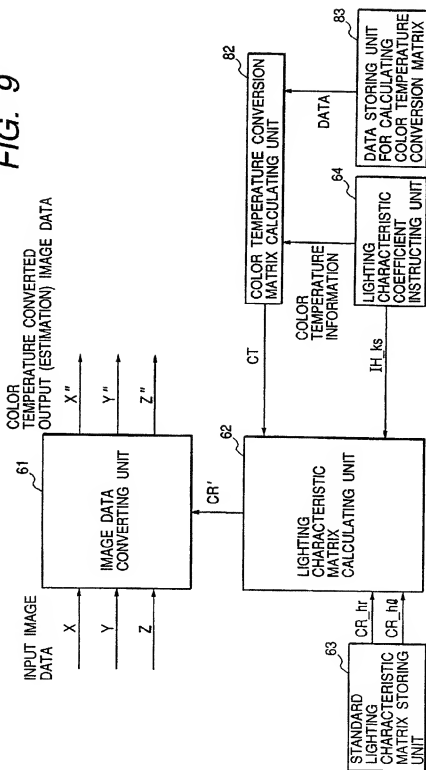 FIG. 9
INPUT IMAGE
DATA
X
Y
Z
61
IMAGE DATA
CONVERTING UNIT
COLOR
TEMPERATURE CONVERTED
OUTPUT (ESTIMATION) IMAGE DATA
X"
Y"
Z"
CR'
62
LIGHTING
CHARACTERISTIC
MATRIX
CALCULATING UNIT
63
STANDARD
LIGHTING
CHARACTERISTIC
MATRIX STORING
UNIT
CR_hr
CR_hℓ
CT
IH_ks
82
COLOR TEMPERATURE CONVERSION
MATRIX CALCULATING UNIT
COLOR
TEMPERATURE
INFORMATION
DATA
64
LIGHTING
CHARACTERISTIC
COEFFICIENT
INSTRUCTING UNIT
83
DATA STORING UNIT
FOR CALCULATING
COLOR TEMPERATURE
CONVERSION MATRIX